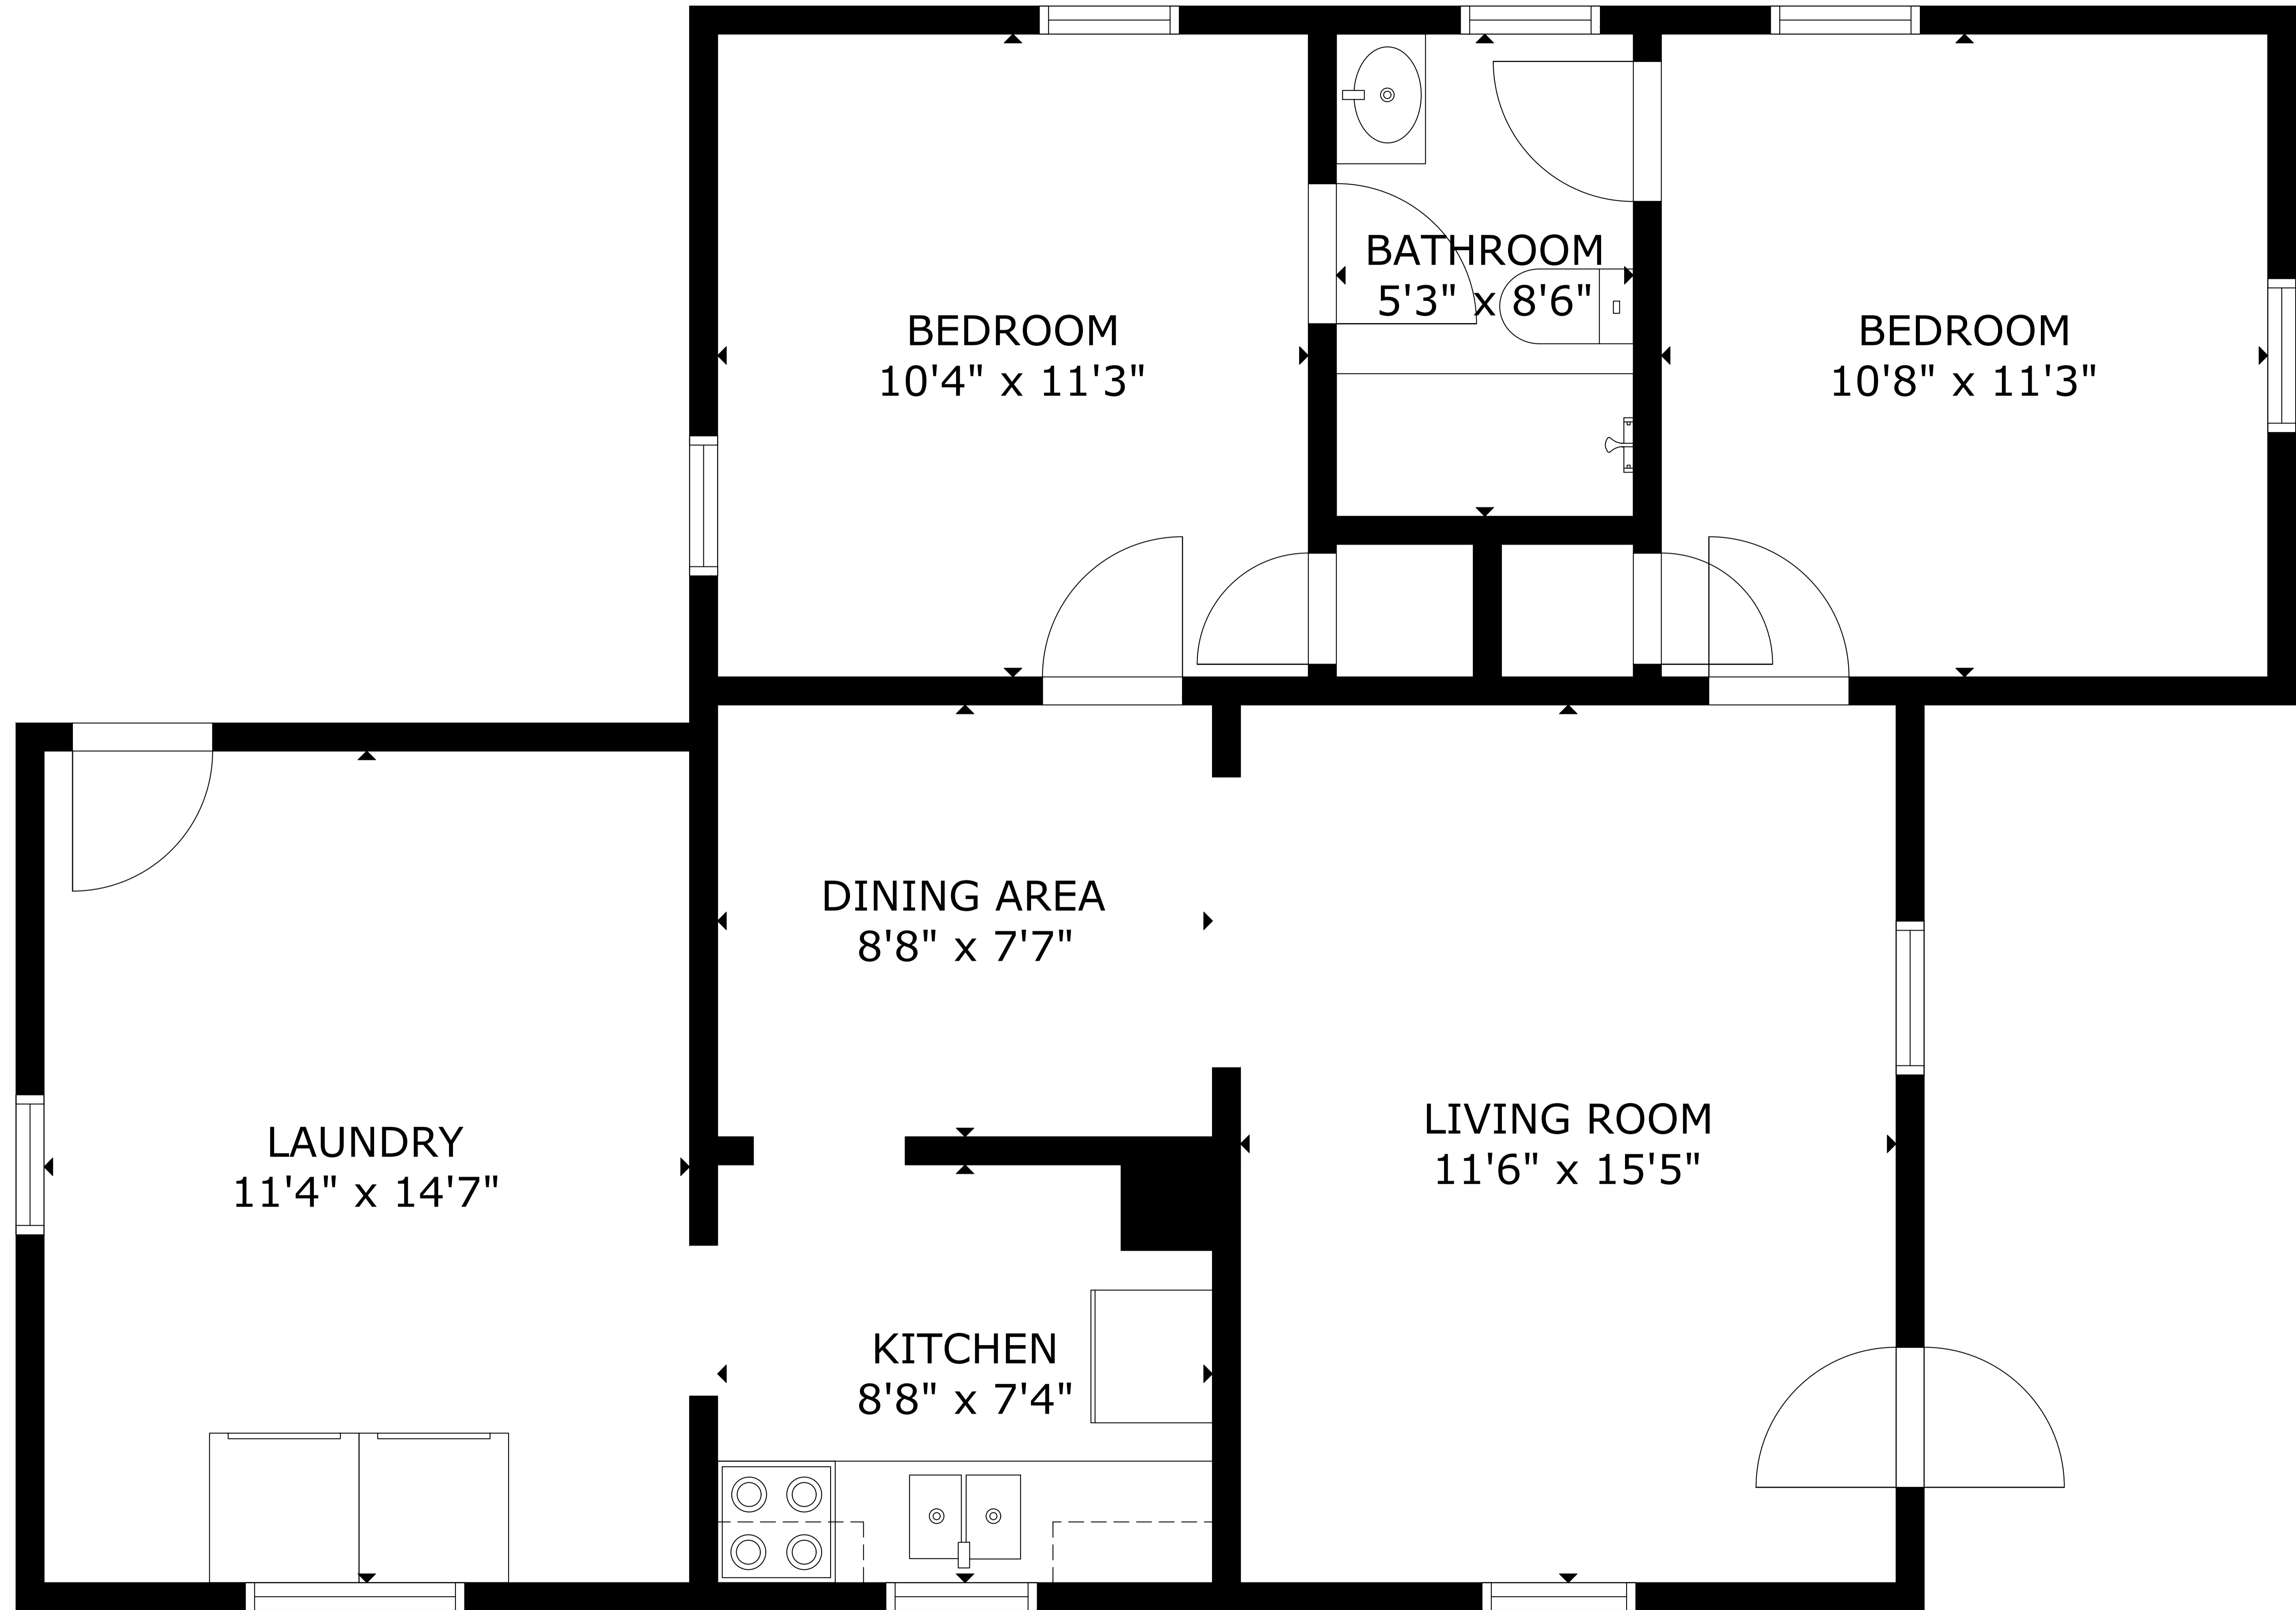 BEDROOM
10'4" x 11'3"
BATHROOM
5'3" x 8'6"
BEDROOM
10'8" x 11'3"
DINING AREA
8'8" x 7'7"
LAUNDRY
11'4" x 14'7"
LIVING ROOM
11'6" x 15'5"
KITCHEN
8'8" x 7'4"